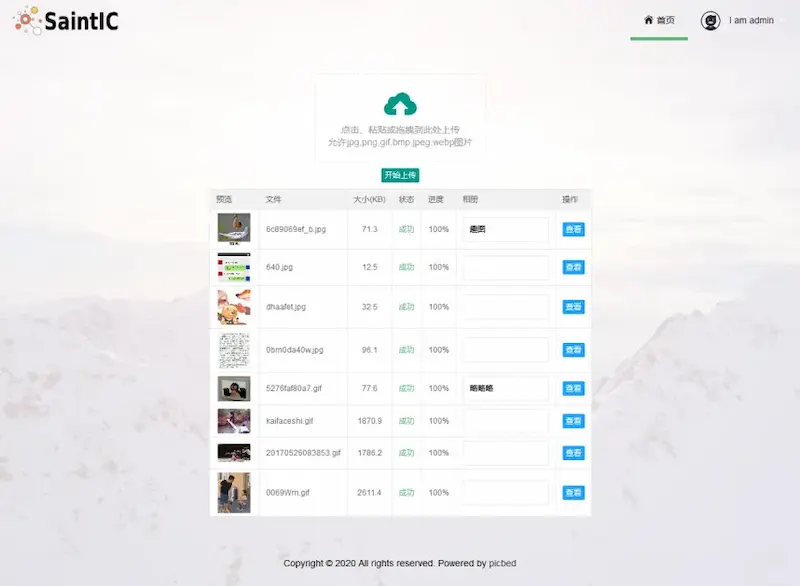 SaintIC
首页
I am admin
点击、粘贴或拖拽到此处上传
允许jpg,png,gif,bmp,jpeg,webp图片
开始上传
预览 文件 大小(KB) 状态 进度 相册 操作
6c89069ef_b.jpg 71.3 成功 100% 趣图 查看
640.jpg 12.5 成功 100% 查看
dhaafet.jpg 32.5 成功 100% 查看
0bm0da40w.jpg 96.1 成功 100% 查看
5276faf80a7.gif 77.6 成功 100% 略略略 查看
kaifaceshi.gif 1870.9 成功 100% 查看
20170526083853.gif 1786.2 成功 100% 查看
0069Wm.gif 2611.4 成功 100% 查看
Copyright © 2020 All rights reserved. Powered by picbed